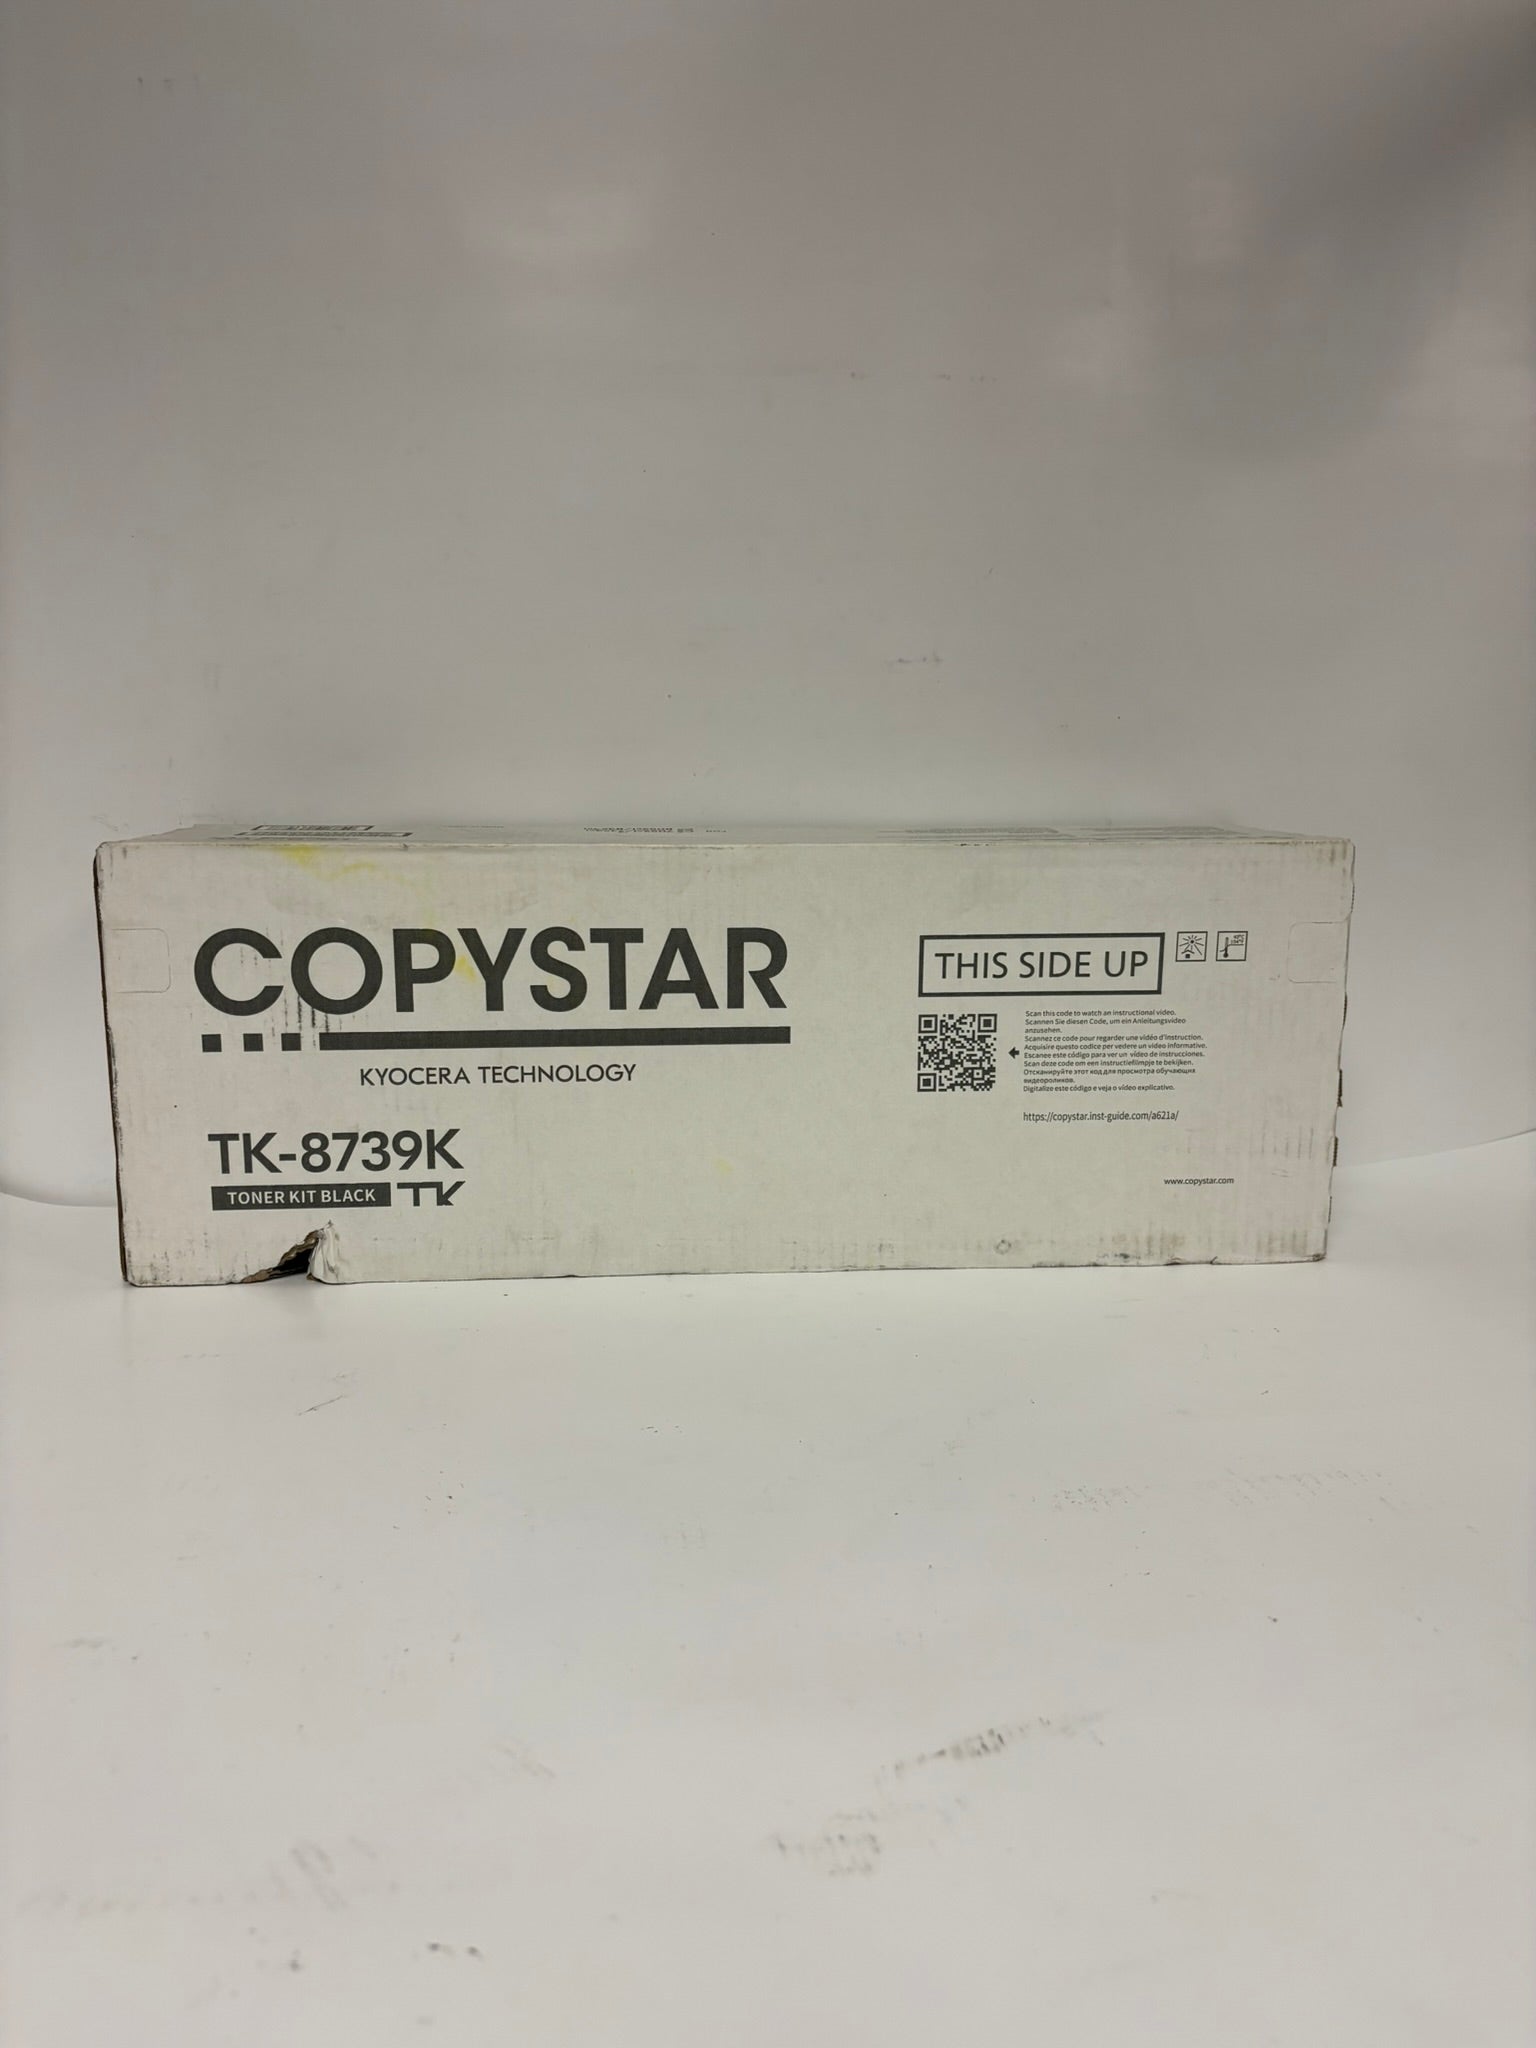 COPYSTAR
KYOCERA TECHNOLOGY
TK-8739K
TONER KIT BLACK TK
THIS SIDE UP
Scan this code to watch an instructional video.
Scannen Sie diesen Code, um ein Anleitungsvideo
anzusehen.
Scannez ce code pour regarder une vidéo d'instruction.
Acquisire questo codice per vedere un video informativo.
Escanee este código para ver un vídeo de instrucciones.
Scan deze code om een instructiefilmpje te bekijken.
Отсканируйте этот код для просмотра обучающих
видеороликов.
Digitalize este código e veja o vídeo explicativo.
https://copystar.inst-guide.com/a621a/
www.copystar.com